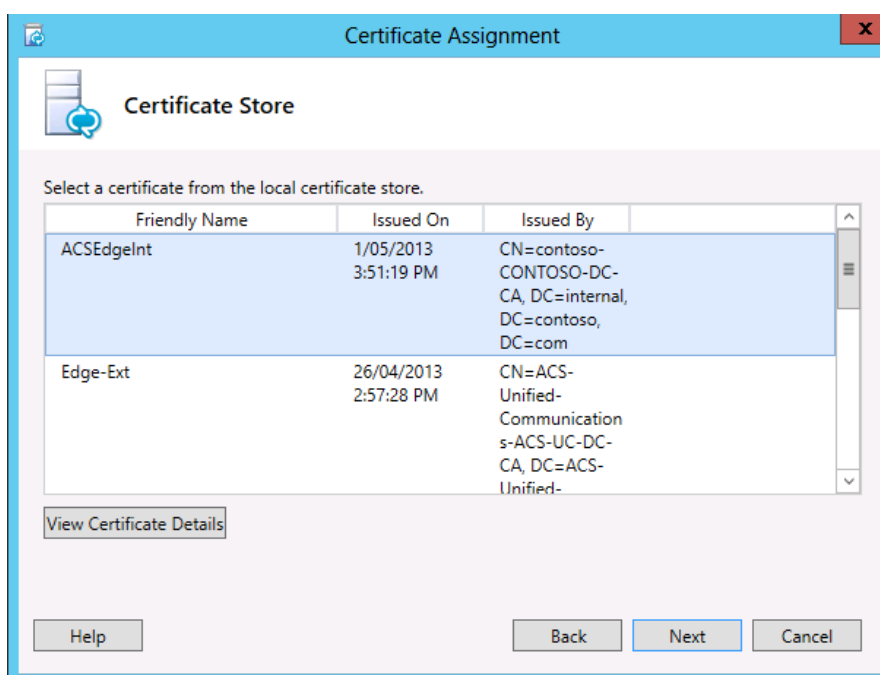 Certificate Assignment
x
Certificate Store
Select a certificate from the local certificate store.
Friendly Name Issued On Issued By
ACSEdgeInt 1/05/2013 CN=contoso-
3:51:19 PM CONTOSO-DC-
CA, DC=internal,
DC=contoso,
DC=com
Edge-Ext 26/04/2013 CN=ACS-
2:57:28 PM Unified-
Communication
s-ACS-UC-DC-
CA, DC=ACS-
Unified-
View Certificate Details
Help Back Next Cancel